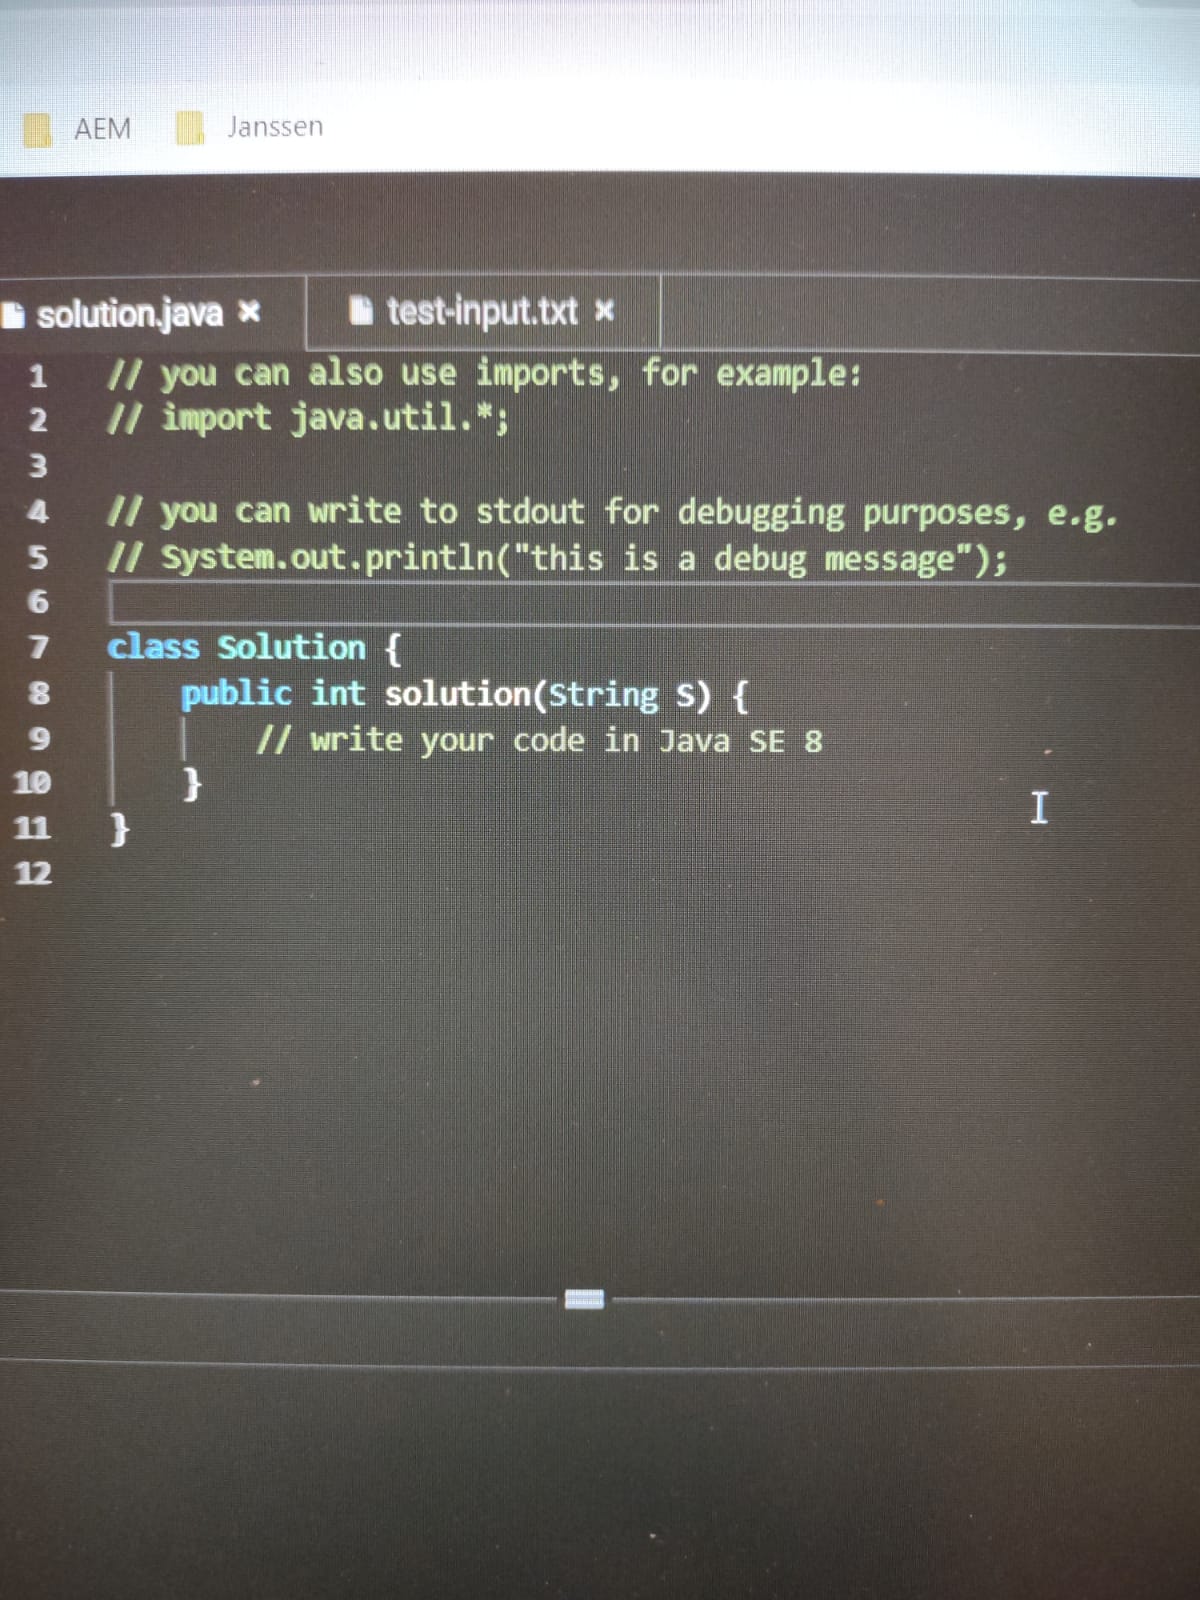 AEM Janssen
solution.java × test-input.txt ×
1 // you can also use imports, for example:
2 // import java.util.*;
3
4 // you can write to stdout for debugging purposes, e.g.
5 // System.out.println("this is a debug message");
6
7 class Solution {
8 public int solution(String S) {
9 // write your code in Java SE 8
10 }
11 }
12